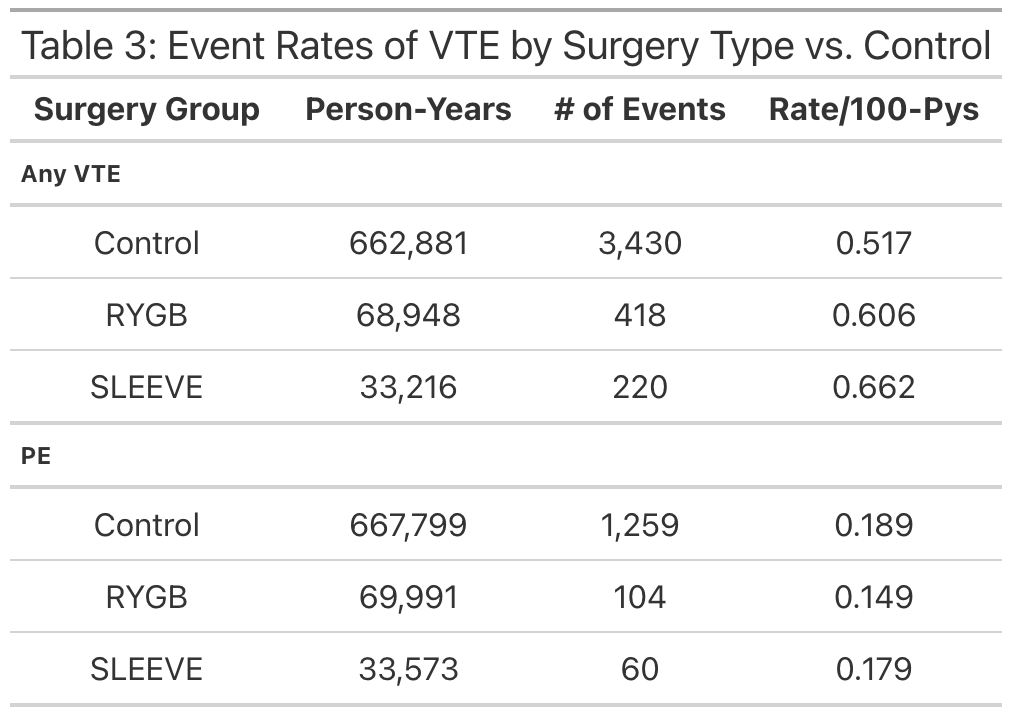 Table 3: Event Rates of VTE by Surgery Type vs. Control
Surgery Group Person-Years # of Events Rate/100-Pys
Any VTE
Control 662,881 3,430 0.517
RYGB 68,948 418 0.606
SLEEVE 33,216 220 0.662
PE
Control 667,799 1,259 0.189
RYGB 69,991 104 0.149
SLEEVE 33,573 60 0.179